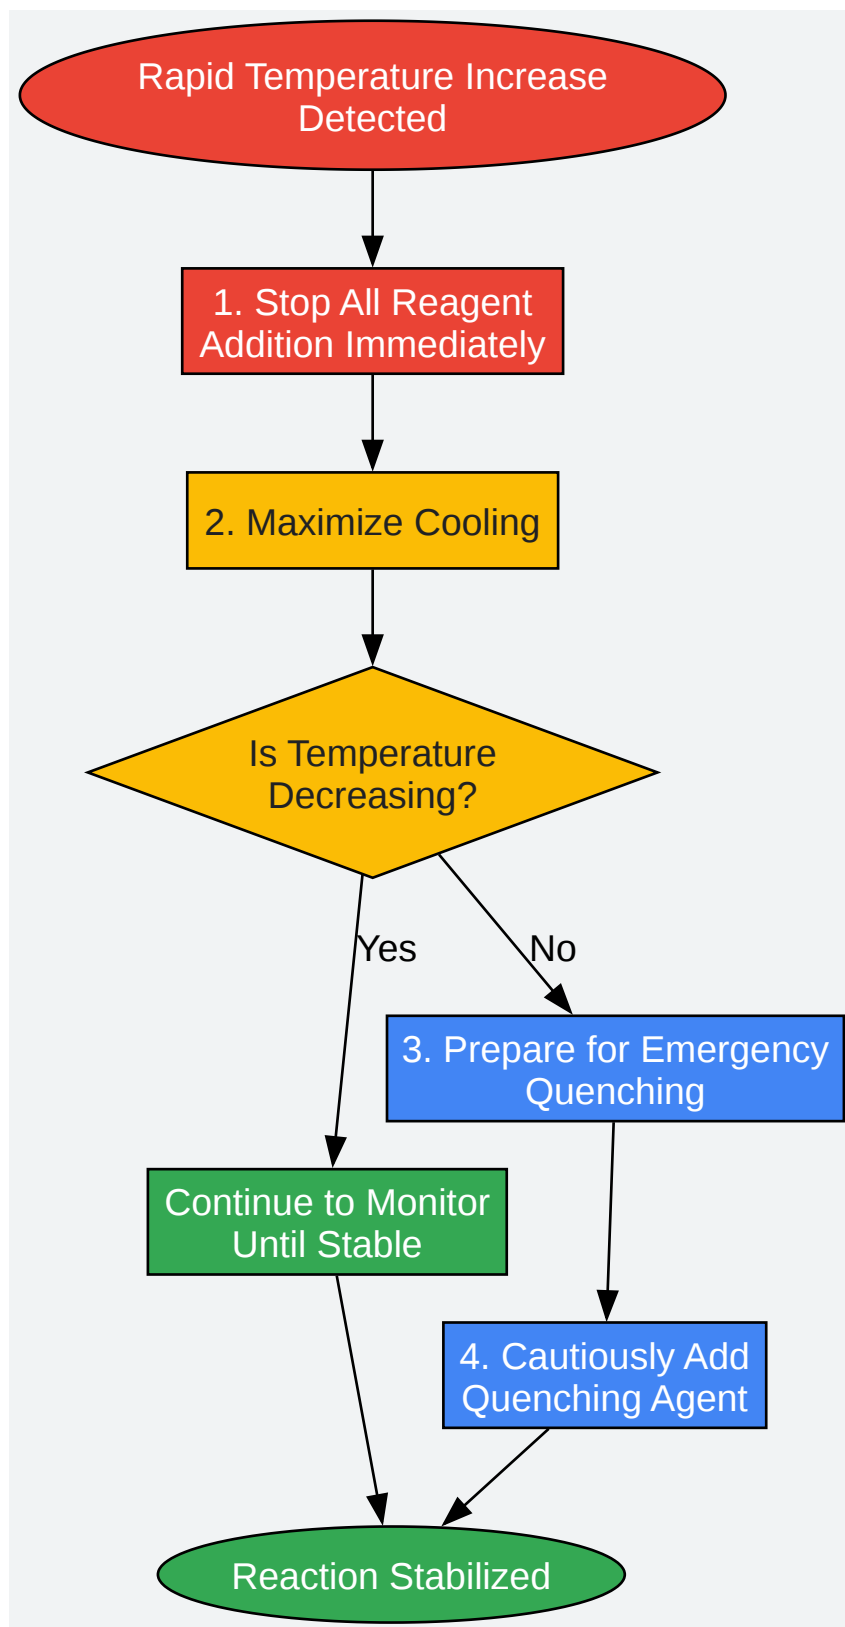 Rapid Temperature Increase
Detected
1. Stop All Reagent
Addition Immediately
2. Maximize Cooling
Is Temperature
Decreasing?
Yes
No
3. Prepare for Emergency
Quenching
Continue to Monitor
Until Stable
4. Cautiously Add
Quenching Agent
Reaction Stabilized